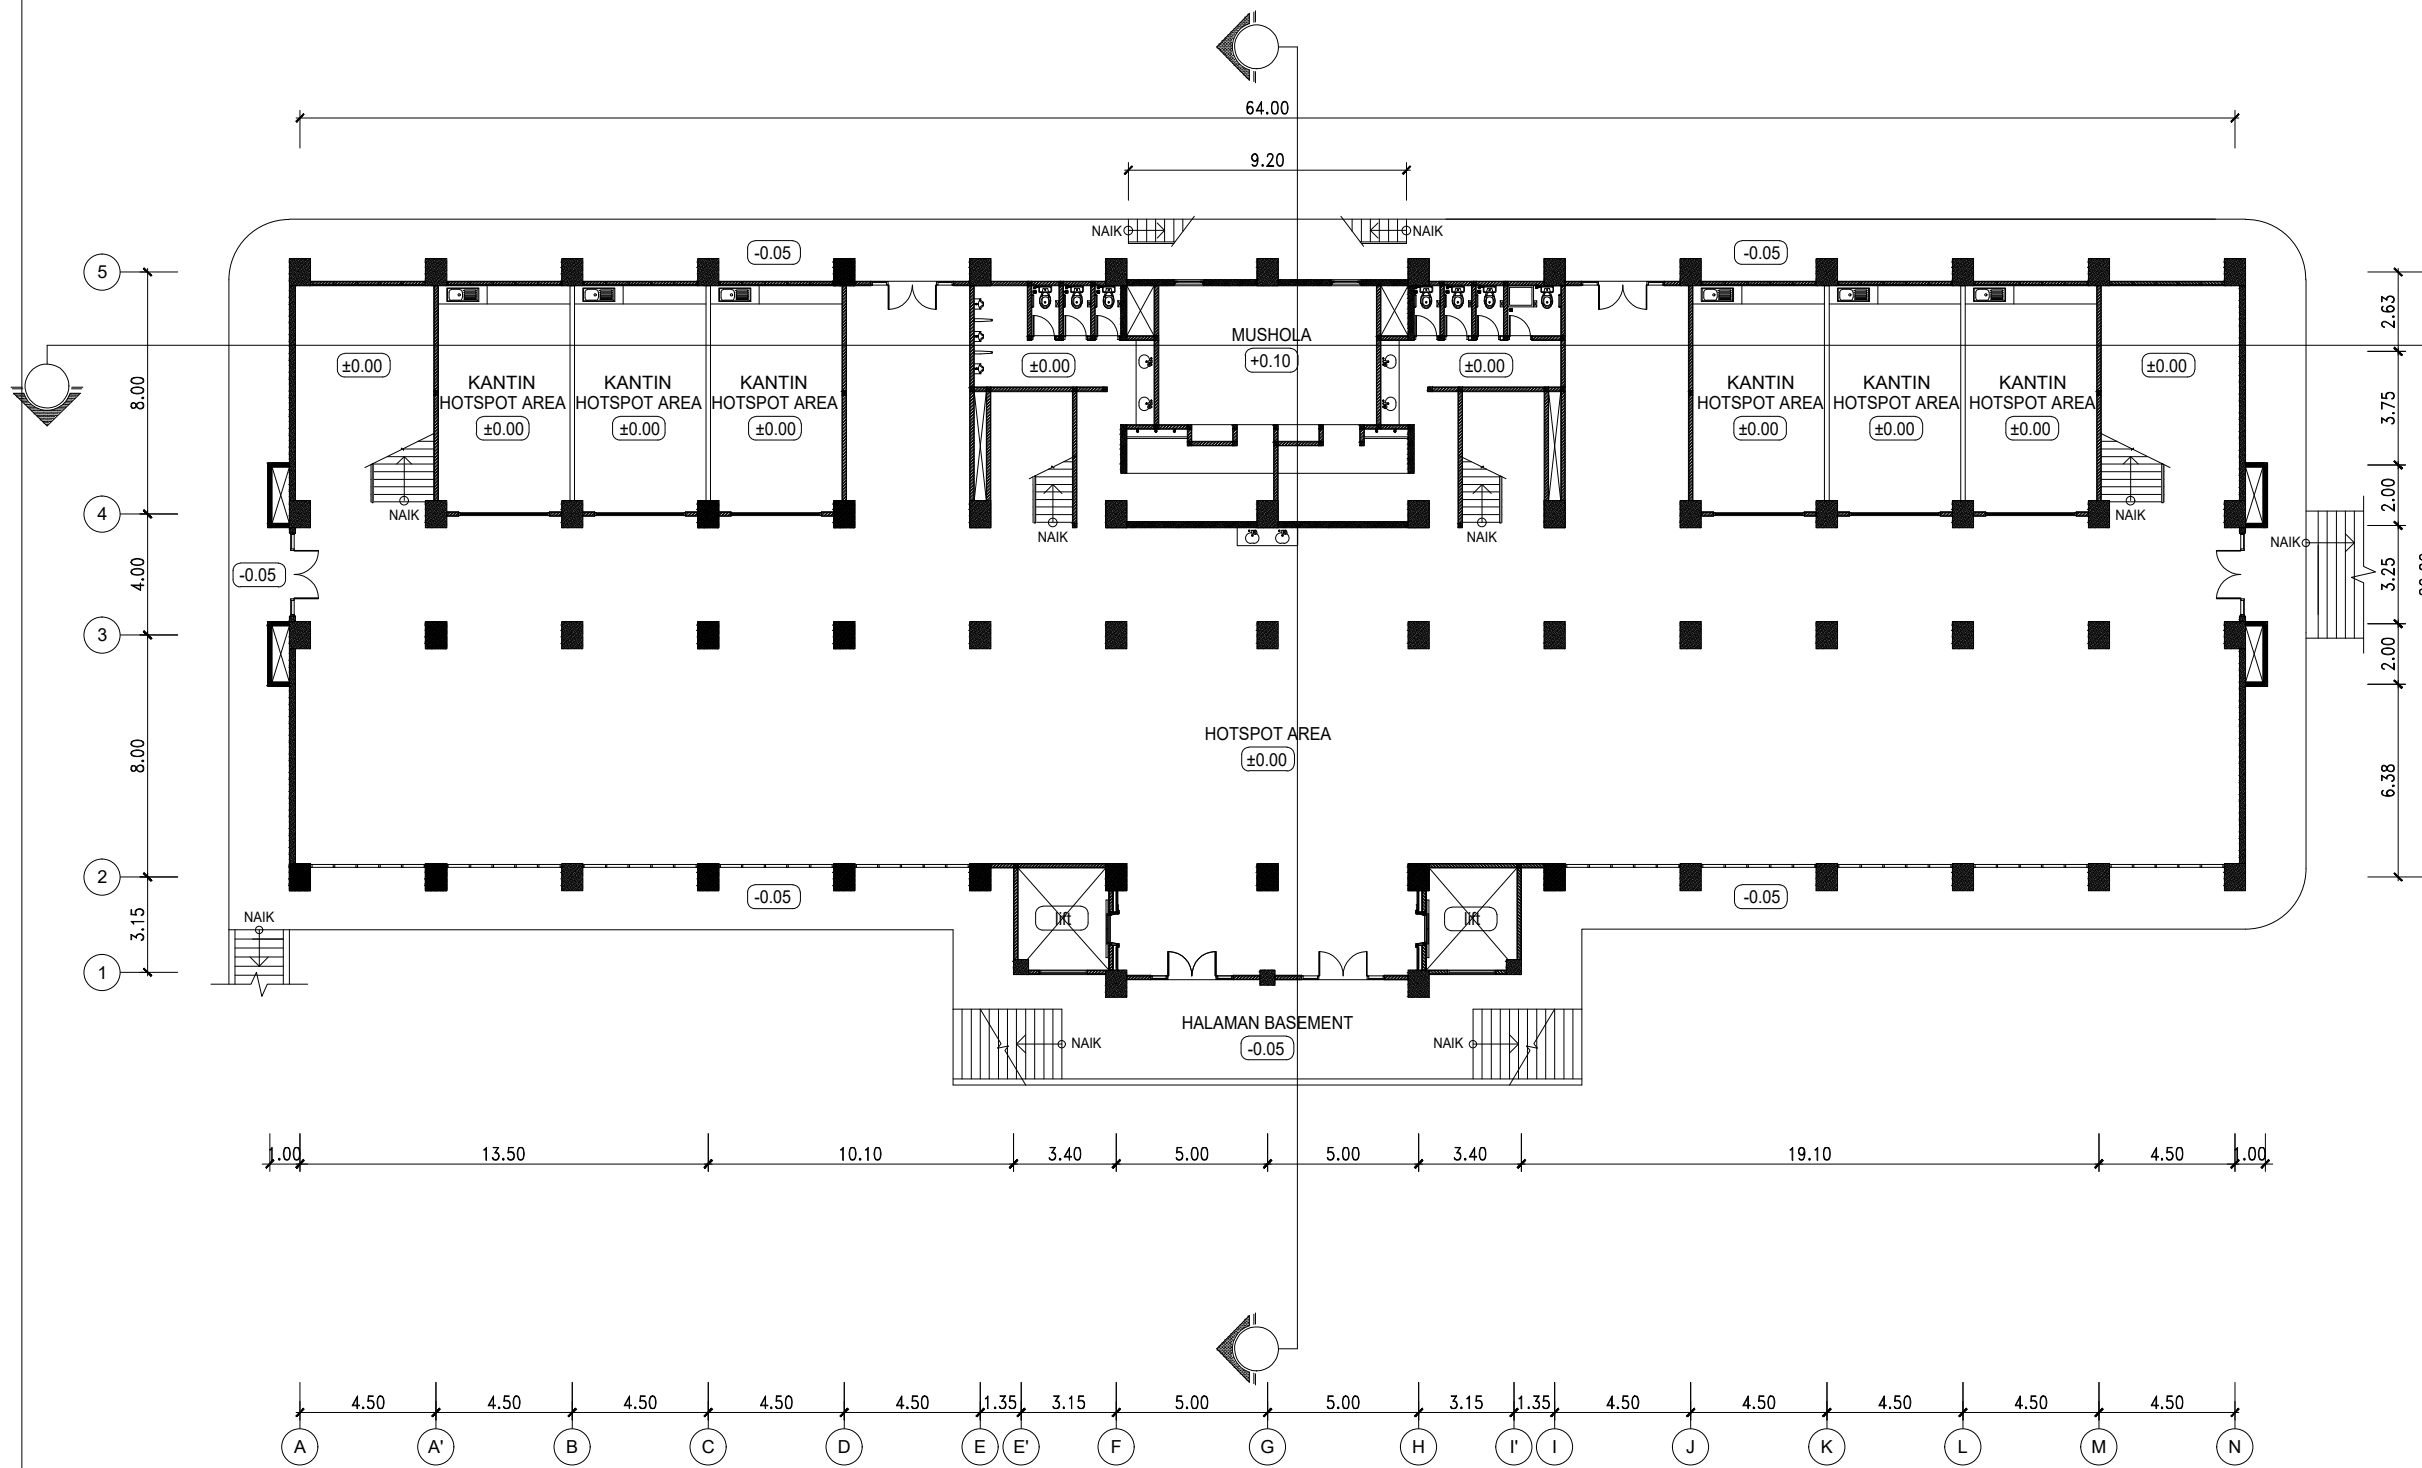 64.00
9.20
NAIK
NAIK
-0.05
-0.05
5
2.63
MUSHOLA
+0.10
±0.00
±0.00
±0.00
±0.00
8.00
KANTIN
HOTSPOT AREA
±0.00
KANTIN
HOTSPOT AREA
±0.00
KANTIN
HOTSPOT AREA
±0.00
KANTIN
HOTSPOT AREA
±0.00
KANTIN
HOTSPOT AREA
±0.00
KANTIN
HOTSPOT AREA
±0.00
3.75
2.00
4
NAIK
NAIK
NAIK
NAIK
NAIK
4.00
-0.05
3.25
3
2.00
HOTSPOT AREA
±0.00
8.00
6.38
2
-0.05
-0.05
NAIK
lift
lift
3.15
1
HALAMAN BASEMENT
-0.05
NAIK
NAIK
1.00
13.50
10.10
3.40
5.00
5.00
3.40
19.10
4.50
1.00
4.50
4.50
4.50
4.50
4.50
1.35
3.15
5.00
5.00
3.15
1.35
4.50
4.50
4.50
4.50
4.50
A
A'
B
C
D
E
E'
F
G
H
I'
I
J
K
L
M
N